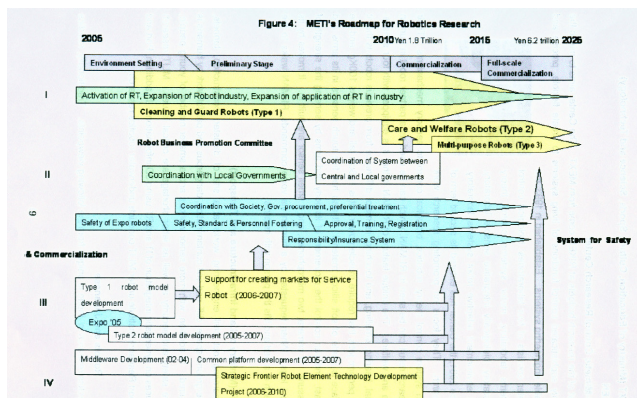 Figure 4: METI's Roadmap for Robotics Research
2005 2010 Yen 1.8 Trillion 2015 Yen 6.2 trillion 2025
Environment Setting Preliminary Stage Commercialization Full-scale
Commercialization
I
Activation of RT, Expansion of Robot industry, Expansion of application of RT in industry
Cleaning and Guard Robots (Type 1)
Care and Welfare Robots (Type 2)
Multi-purpose Robots (Type 3)
Robot Business Promotion Committee
II
Coordination with Local Governments
Coordination of System between
Central and Local governments
Coordination with Society, Gov. procurement, preferential treatment
Safety of Expo robots Safety, Standard & Personnel Fostering Approval, Training, Registration
Responsibility/Insurance System
System for Safety
& Commercialization
III
Type 1 robot model
development
Support for creating markets for Service
Robot (2006-2007)
Expo '05
Type 2 robot model development (2005-2007)
Middleware Development (02-04) Common platform development (2005-2007)
IV
Strategic Frontier Robot Element Technology Development
Project (2006-2010)